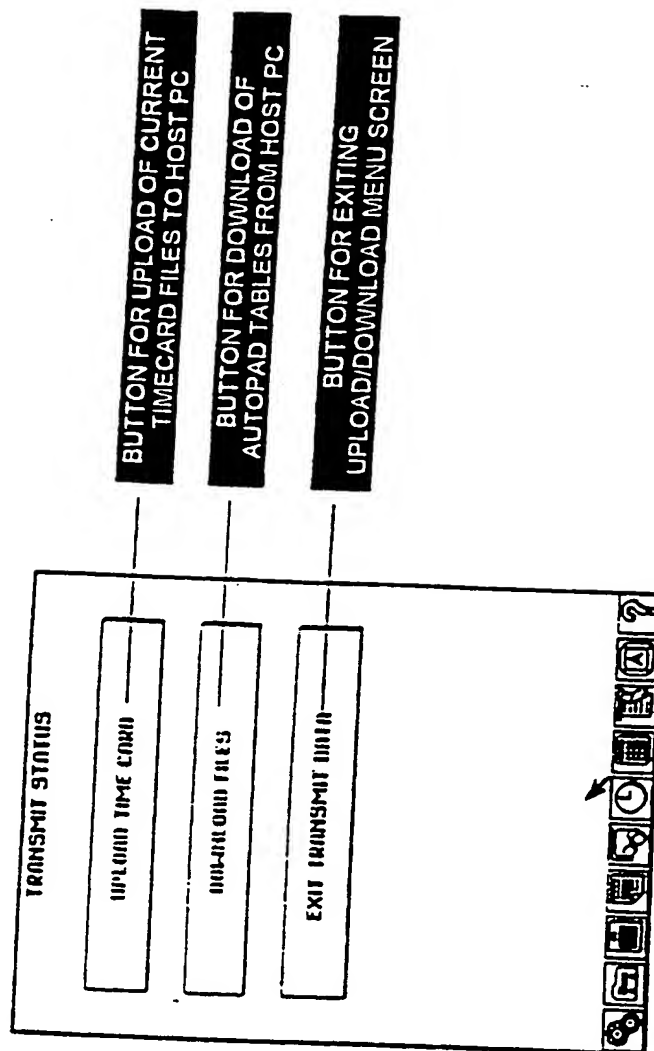 TRANSMIT STATUS
UPLOAD TIME CARD
BUTTON FOR UPLOAD OF CURRENT
TIMECARD FILES TO HOST PC
DOWNLOAD FILES
BUTTON FOR DOWNLOAD OF
AUTOPAD TABLES FROM HOST PC
EXIT TRANSMIT DATA
BUTTON FOR EXITING
UPLOAD/DOWNLOAD MENU SCREEN
?